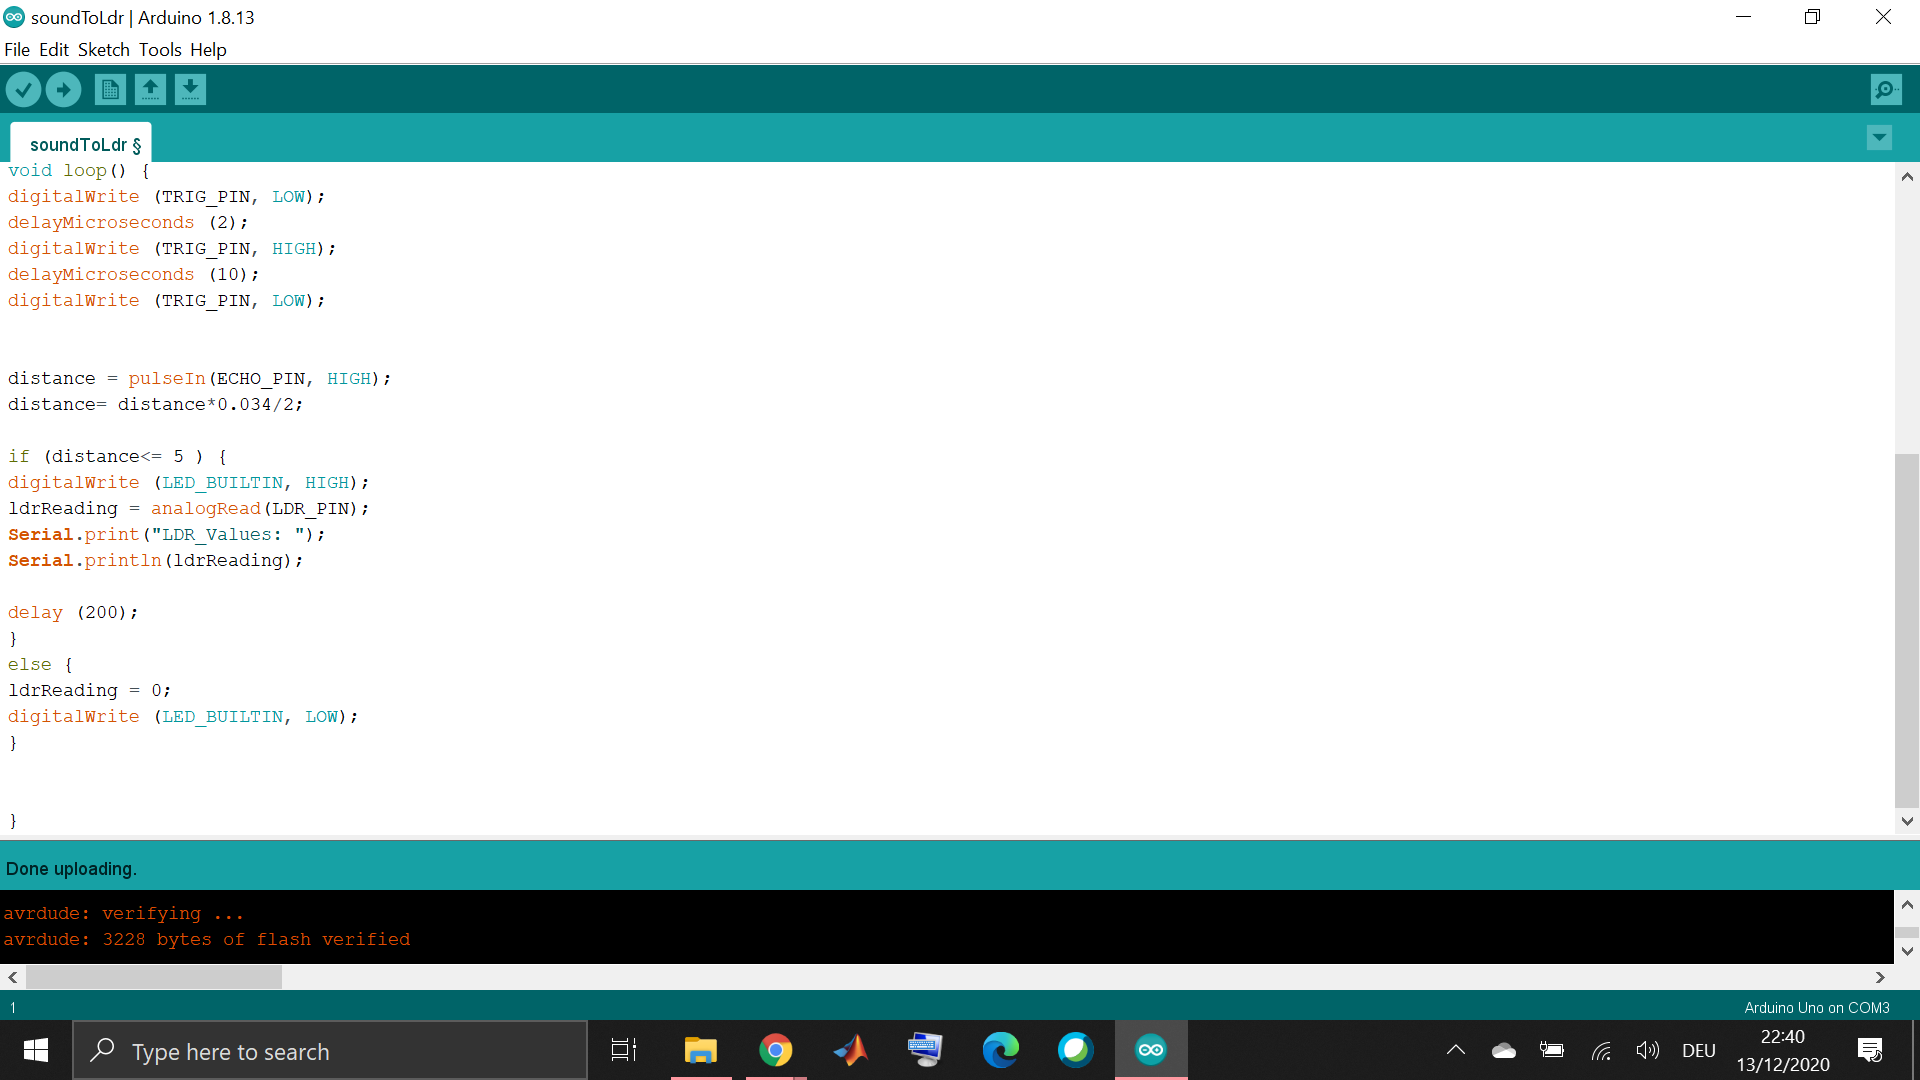 soundToLdr | Arduino 1.8.13
File Edit Sketch Tools Help
soundToLdr §
void loop() {
digitalWrite (TRIG_PIN, LOW);
delayMicroseconds (2);
digitalWrite (TRIG_PIN, HIGH);
delayMicroseconds (10);
digitalWrite (TRIG_PIN, LOW);
distance = pulseIn(ECHO_PIN, HIGH);
distance= distance*0.034/2;
if (distance<= 5 ) {
digitalWrite (LED_BUILTIN, HIGH);
ldrReading = analogRead(LDR_PIN);
Serial.print("LDR_Values: ");
Serial.println(ldrReading);
delay (200);
}
else {
ldrReading = 0;
digitalWrite (LED_BUILTIN, LOW);
}
}
Done uploading.
avrdude: verifying ...
avrdude: 3228 bytes of flash verified
1
Arduino Uno on COM3
Type here to search
DEU
22:40
13/12/2020